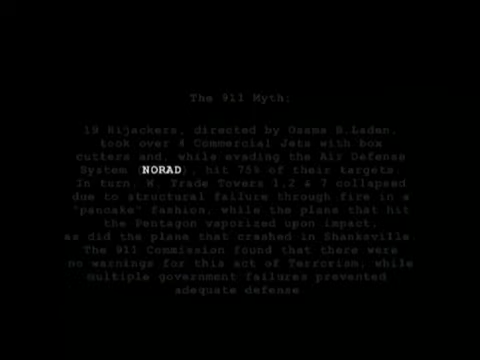 The 911 Myth:
19 Hijackers, directed by Osama B.Laden,
took over 4 Commercial Jets with box
cutters and, while evading the Air Defense
System (NORAD), hit 75% of their targets.
In turn, W. Trade Towers 1,2 & 7 collapsed
due to structural failure through fire in a
"pancake" fashion, while the plane that hit
the Pentagon vaporized upon impact,
as did the plane that crashed in Shanksville.
The 911 Commission found that there were
no warnings for this act of Terrorism, while
multiple government failures prevented
adequate defense